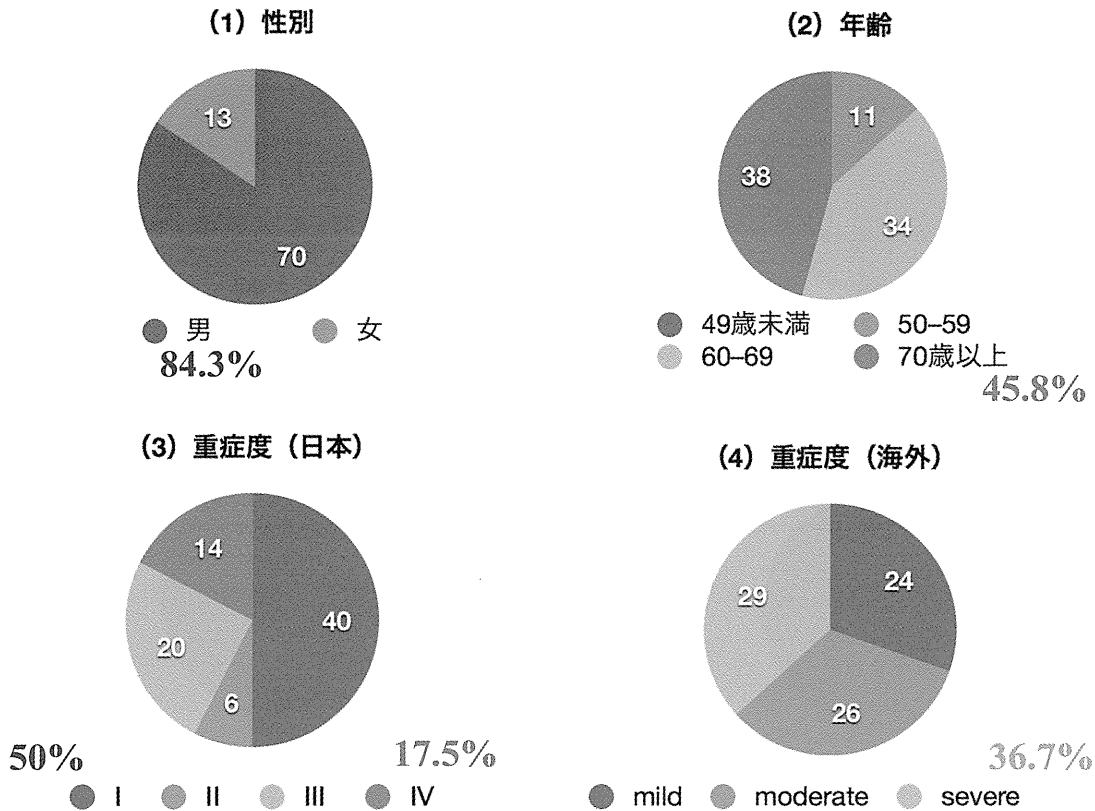 (1) 性別
13
70
男 女
84.3%
(2) 年齢
11
38
34
49歳未満 50–59
60–69 70歳以上
45.8%
(3) 重症度（日本）
14
40
20
6
50%
17.5%
I II III IV
(4) 重症度（海外）
24
29
26
36.7%
mild moderate severe